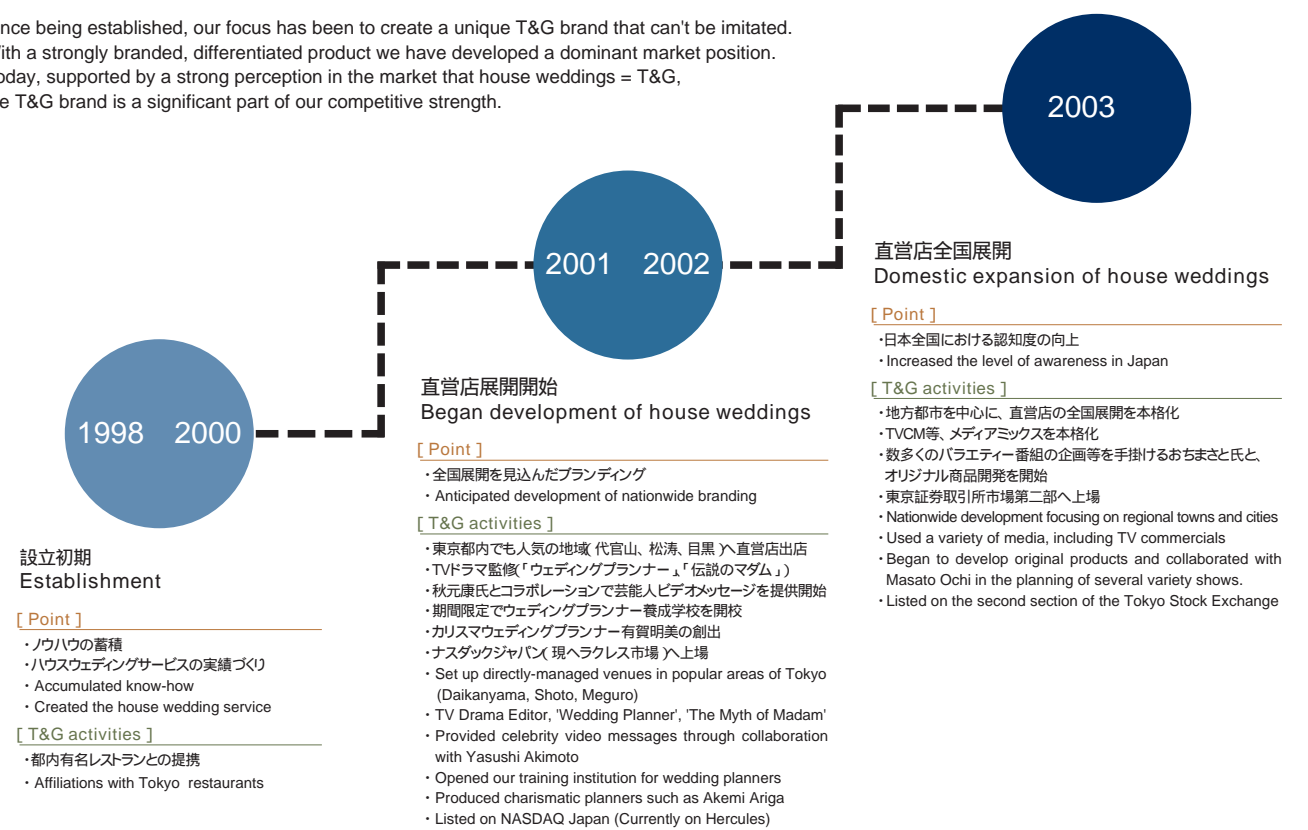 nce being established, our focus has been to create a unique T&G brand that can't be imitated.
ith a strongly branded, differentiated product we have developed a dominant market position.
oday, supported by a strong perception in the market that house weddings = T&G,
e T&G brand is a significant part of our competitive strength.
1998 2000
設立初期
Establishment
[ Point ]
・ノウハウの蓄積
・ハウスウェディングサービスの実績づくり
・Accumulated know-how
・Created the house wedding service
[ T&G activities ]
・都内有名レストランとの提携
・Affiliations with Tokyo restaurants
2001 2002
直営店展開開始
Began development of house weddings
[ Point ]
・全国展開を見込んだブランディング
・Anticipated development of nationwide branding
[ T&G activities ]
・東京都内でも人気の地域(代官山、松涛、目黒)へ直営店出店
・TVドラマ監修(「ウェディングプランナー」、「伝説のマダム」)
・秋元康氏とコラボレーションで芸能人ビデオメッセージを提供開始
・期間限定でウェディングプランナー養成学校を開校
・カリスマウェディングプランナー有賀明美の創出
・ナスダックジャパン(現ヘラクレス市場)へ上場
・Set up directly-managed venues in popular areas of Tokyo
(Daikanyama, Shoto, Meguro)
・TV Drama Editor, 'Wedding Planner', 'The Myth of Madam'
・Provided celebrity video messages through collaboration
with Yasushi Akimoto
・Opened our training institution for wedding planners
・Produced charismatic planners such as Akemi Ariga
・Listed on NASDAQ Japan (Currently on Hercules)
2003
直営店全国展開
Domestic expansion of house weddings
[ Point ]
・日本全国における認知度の向上
・Increased the level of awareness in Japan
[ T&G activities ]
・地方都市を中心に、直営店の全国展開を本格化
・TVCM等、メディアミックスを本格化
・数多くのバラエティー番組の企画等を手掛けるおちまさと氏と、
オリジナル商品開発を開始
・東京証券取引所市場第二部へ上場
・Nationwide development focusing on regional towns and cities
・Used a variety of media, including TV commercials
・Began to develop original products and collaborated with
Masato Ochi in the planning of several variety shows.
・Listed on the second section of the Tokyo Stock Exchange